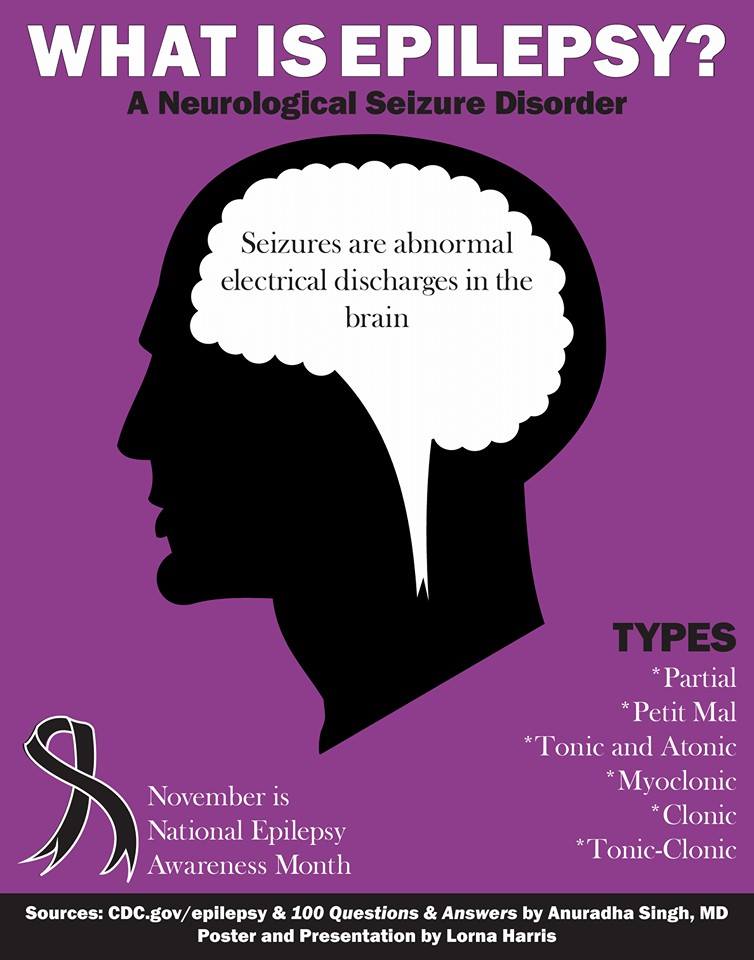 WHAT IS EPILEPSY?
A Neurological Seizure Disorder
Seizures are abnormal
electrical discharges in the
brain
TYPES
*Partial
*Petit Mal
*Tonic and Atonic
*Myoclonic
*Clonic
*Tonic-Clonic
November is
National Epilepsy
Awareness Month
Sources: CDC.gov/epilepsy & 100 Questions & Answers by Anuradha Singh, MD
Poster and Presentation by Lorna Harris